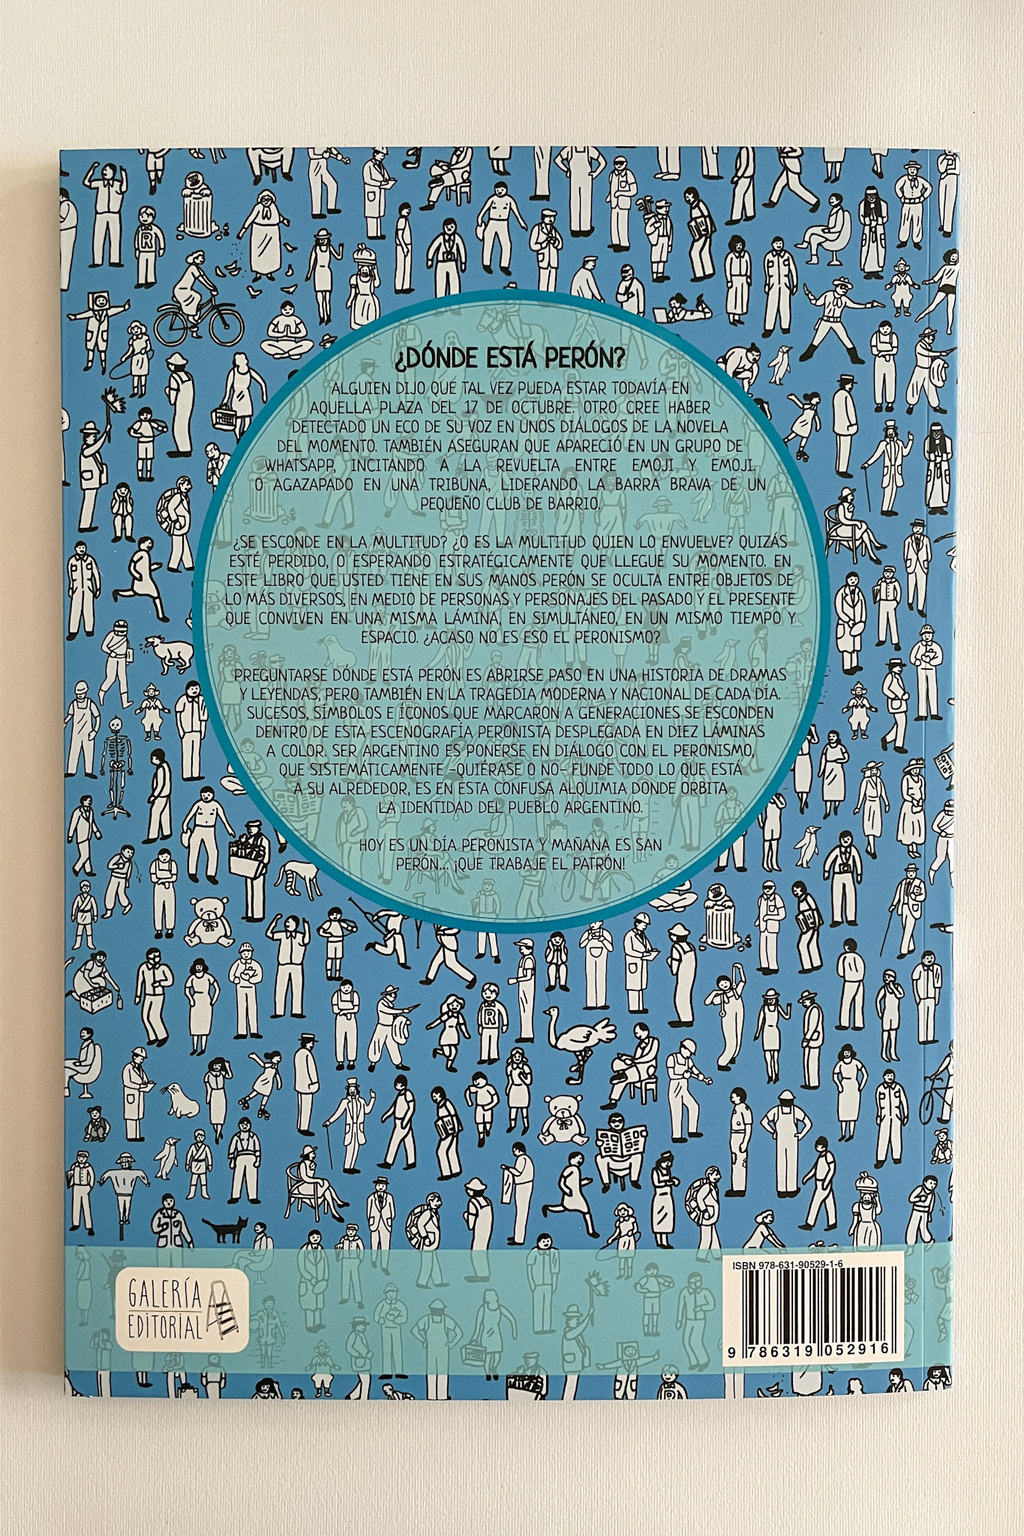 ¿DÓNDE ESTÁ PERÓN?
ALGUIEN DIJO QUE TAL VEZ PUEDA ESTAR TODAVÍA EN
AQUELLA PLAZA DEL 17 DE OCTUBRE. OTRO CREE HABER
DETECTADO UN ECO DE SU VOZ EN UNOS DIÁLOGOS DE LA NOVELA
DEL MOMENTO. TAMBIÉN ASEGURAN QUE APARECIÓ EN UN GRUPO DE
WHATSAPP, INCITANDO A LA REVUELTA ENTRE EMOJI Y EMOJI.
O AGAZAPADO EN UNA TRIBUNA, LIDERANDO LA BARRA BRAVA DE UN
PEQUEÑO CLUB DE BARRIO.
¿SE ESCONDE EN LA MULTITUD? ¿O ES LA MULTITUD QUIEN LO ENVUELVE? QUIZÁS
ESTÉ PERDIDO, O ESPERANDO ESTRATÉGICAMENTE QUE LLEGUE SU MOMENTO. EN
ESTE LIBRO QUE USTED TIENE EN SUS MANOS PERÓN SE OCULTA ENTRE OBJETOS DE
LO MÁS DIVERSOS, EN MEDIO DE PERSONAS Y PERSONAJES DEL PASADO Y EL PRESENTE
QUE CONVIVEN EN UNA MISMA LÁMINA, EN SIMULTÁNEO, EN UN MISMO TIEMPO Y
ESPACIO. ¿ACASO NO ES ESO EL PERONISMO?
PREGUNTARSE DÓNDE ESTÁ PERÓN ES ABRIRSE PASO EN UNA HISTORIA DE DRAMAS
Y LEYENDAS, PERO TAMBIÉN EN LA TRAGEDIA MODERNA Y NACIONAL DE CADA DÍA.
SUCESOS, SÍMBOLOS E ÍCONOS QUE MARCARON A GENERACIONES SE ESCONDEN
DENTRO DE ESTA ESCENOGRAFÍA PERONISTA DESPLEGADA EN DIEZ LÁMINAS
A COLOR. SER ARGENTINO ES PONERSE EN DIÁLOGO CON EL PERONISMO,
QUE SISTEMÁTICAMENTE -QUIÉRASE O NO- FUNDE TODO LO QUE ESTÁ
A SU ALREDEDOR, ES EN ESTA CONFUSA ALQUIMIA DONDE ORBITA
LA IDENTIDAD DEL PUEBLO ARGENTINO.
HOY ES UN DÍA PERONISTA Y MAÑANA ES SAN
PERÓN... ¡QUE TRABAJE EL PATRÓN!
GALERÍA
EDITORIAL
ISBN 978-631-90529-1-6
9 786319 052916